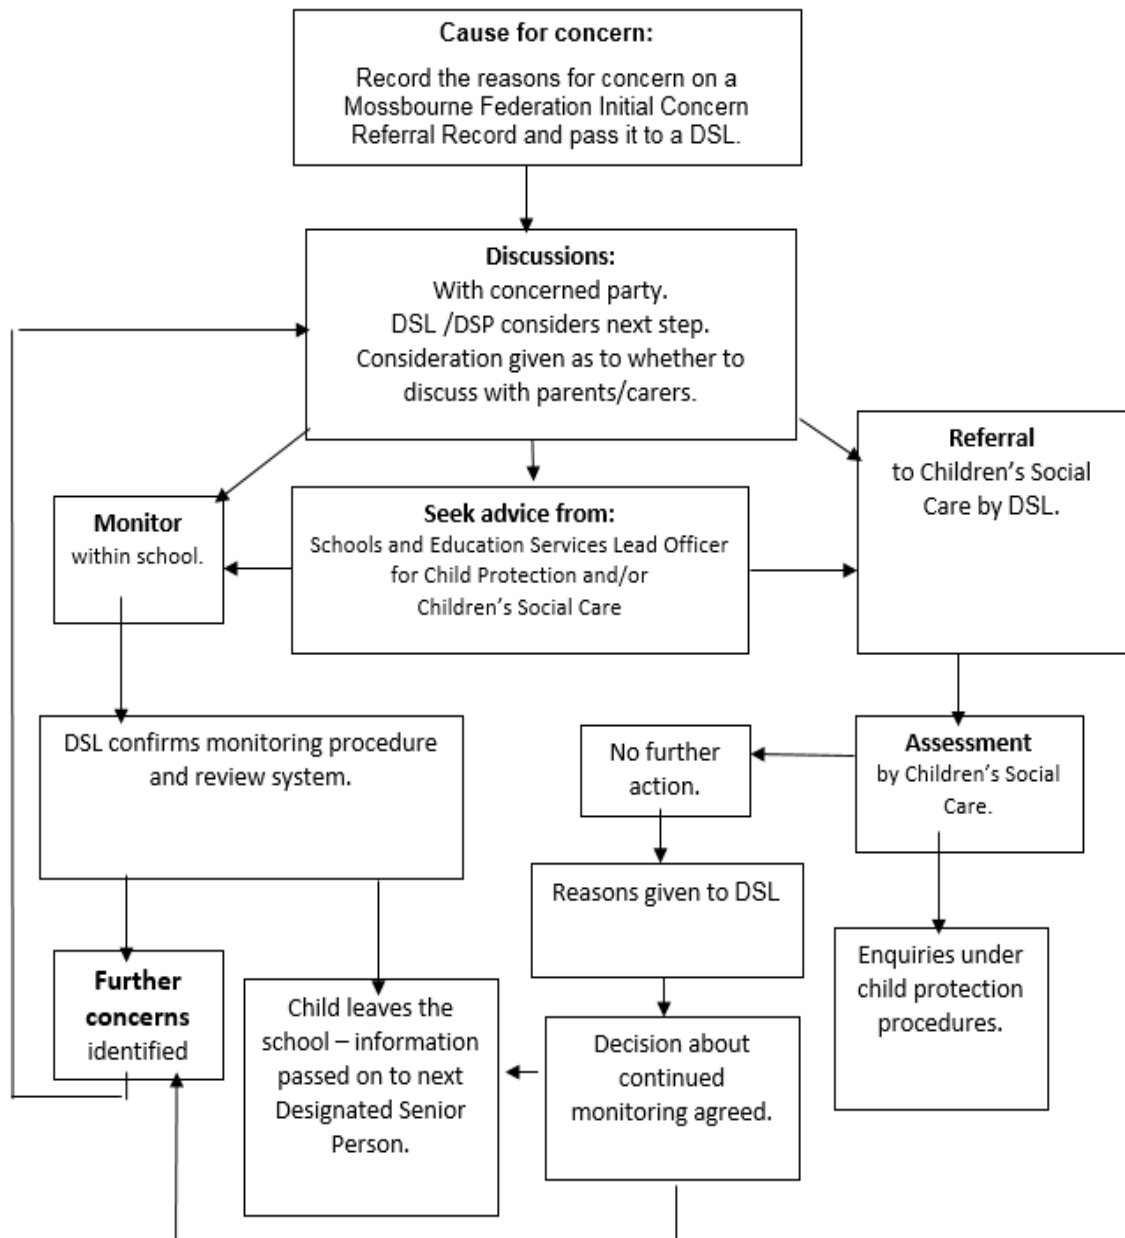 Cause for concern:
Record the reasons for concern on a
Mossbourne Federation Initial Concern
Referral Record and pass it to a DSL.
Discussions:
With concerned party.
DSL /DSP considers next step.
Consideration given as to whether to
discuss with parents/carers.
Referral
to Children's Social
Care by DSL.
Monitor
within school.
Seek advice from:
Schools and Education Services Lead Officer
for Child Protection and/or
Children's Social Care
DSL confirms monitoring procedure
and review system.
No further
action.
Assessment
by Children's Social
Care.
Reasons given to DSL
Further
concerns
identified
Child leaves the
school – information
passed on to next
Designated Senior
Person.
Decision about
continued
monitoring agreed.
Enquiries under
child protection
procedures.